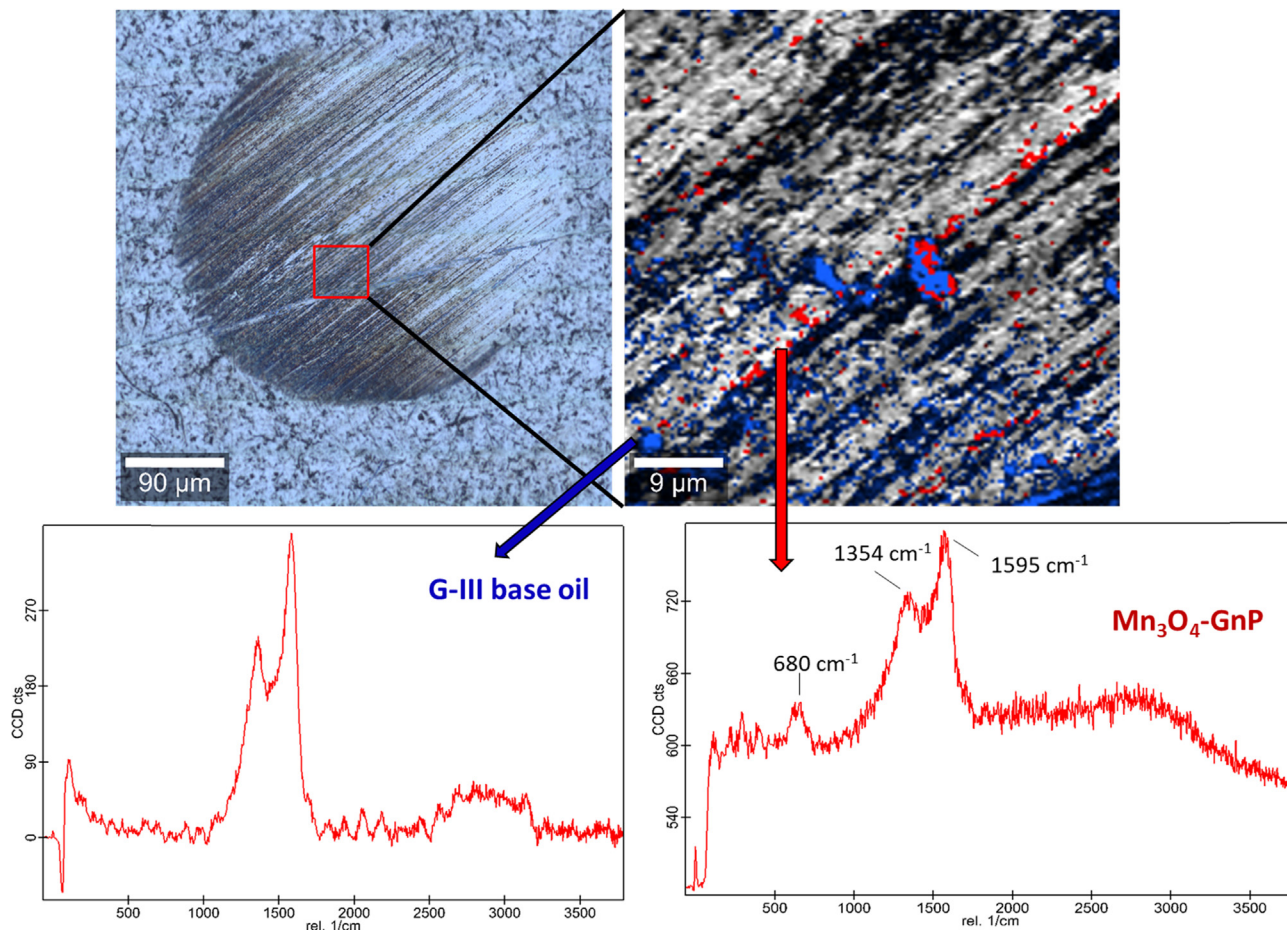 90 µm
9 µm
G-III base oil
CCD cts
270
180
90
0
500 1000 1500 2000 2500 3000 3500
rel. 1/cm
1354 cm⁻¹
1595 cm⁻¹
680 cm⁻¹
Mn₃O₄-GnP
CCD cts
720
660
600
540
500 1000 1500 2000 2500 3000 3500
rel. 1/cm